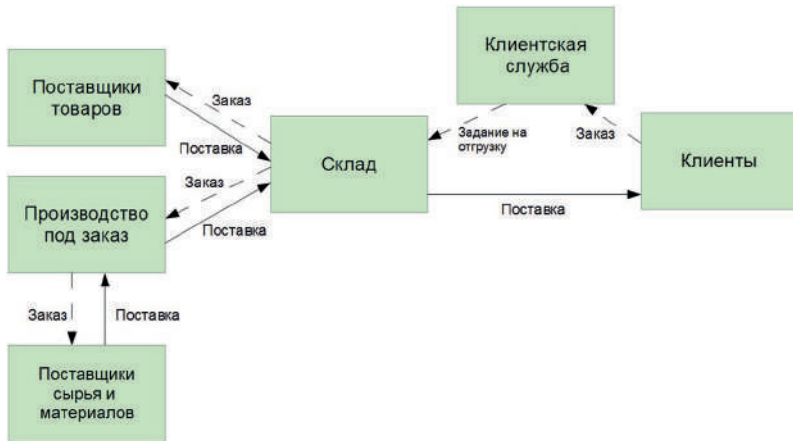 Клиентская
служба
Поставщики
товаров
Заказ
Поставка
Склад
Задание на
отгрузку
Заказ
Клиенты
Заказ
Производство
под заказ
Поставка
Поставка
Заказ
Поставка
Поставщики
сырья и
материалов